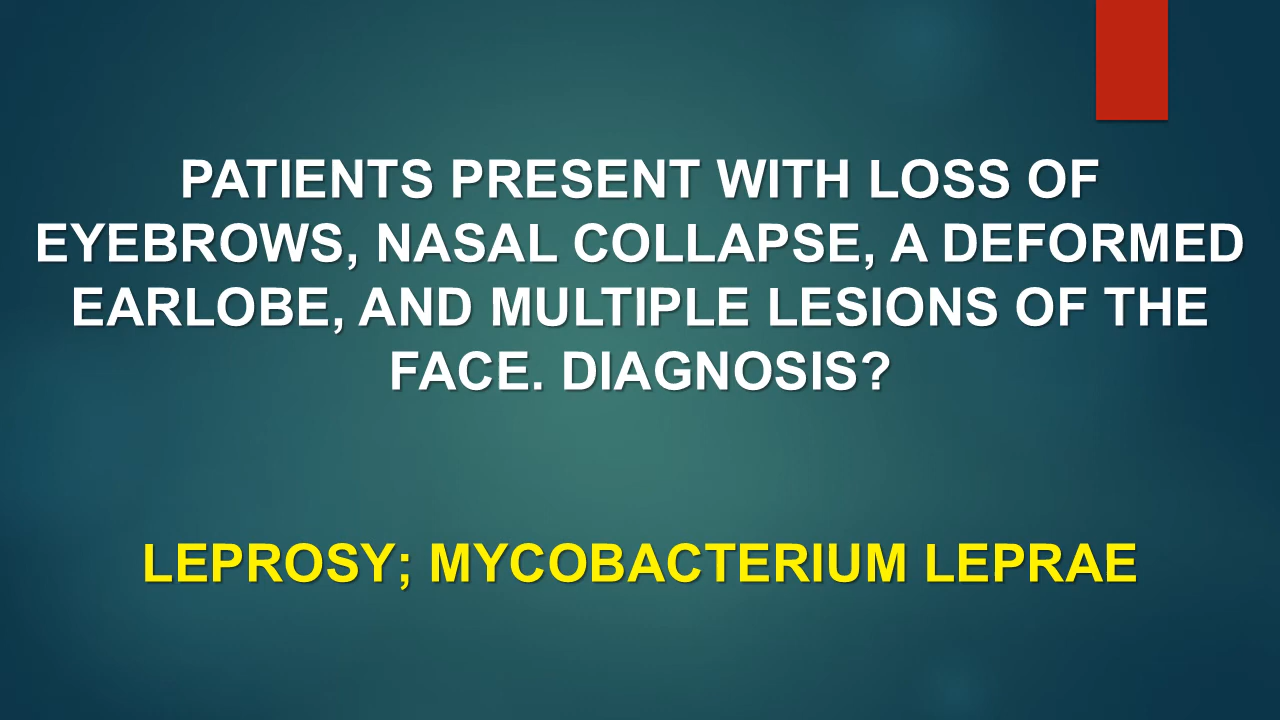 PATIENTS PRESENT WITH LOSS OF
EYEBROWS, NASAL COLLAPSE, A DEFORMED
EARLOBE, AND MULTIPLE LESIONS OF THE
FACE. DIAGNOSIS?
LEPROSY; MYCOBACTERIUM LEPRAE